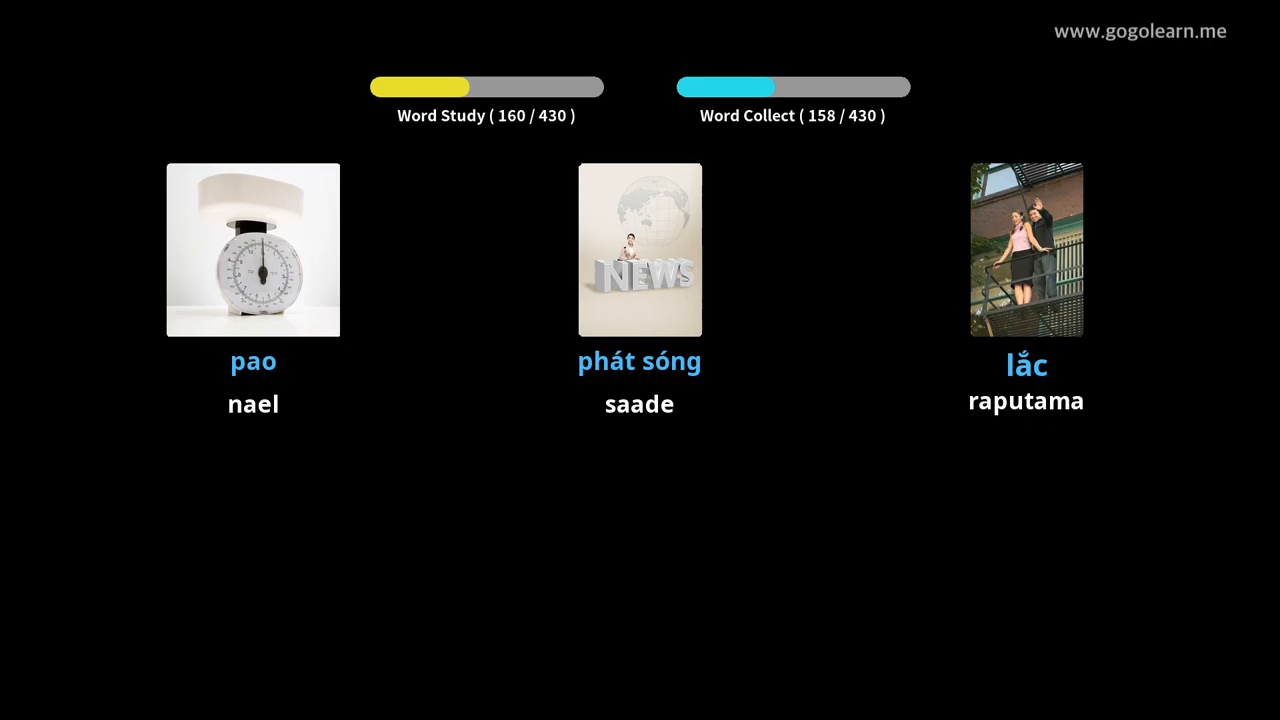 www.gogolearn.me
Word Study ( 160 / 430 )
Word Collect ( 158 / 430 )
NEWS
pao
phát sóng
lắc
nael
saade
raputama